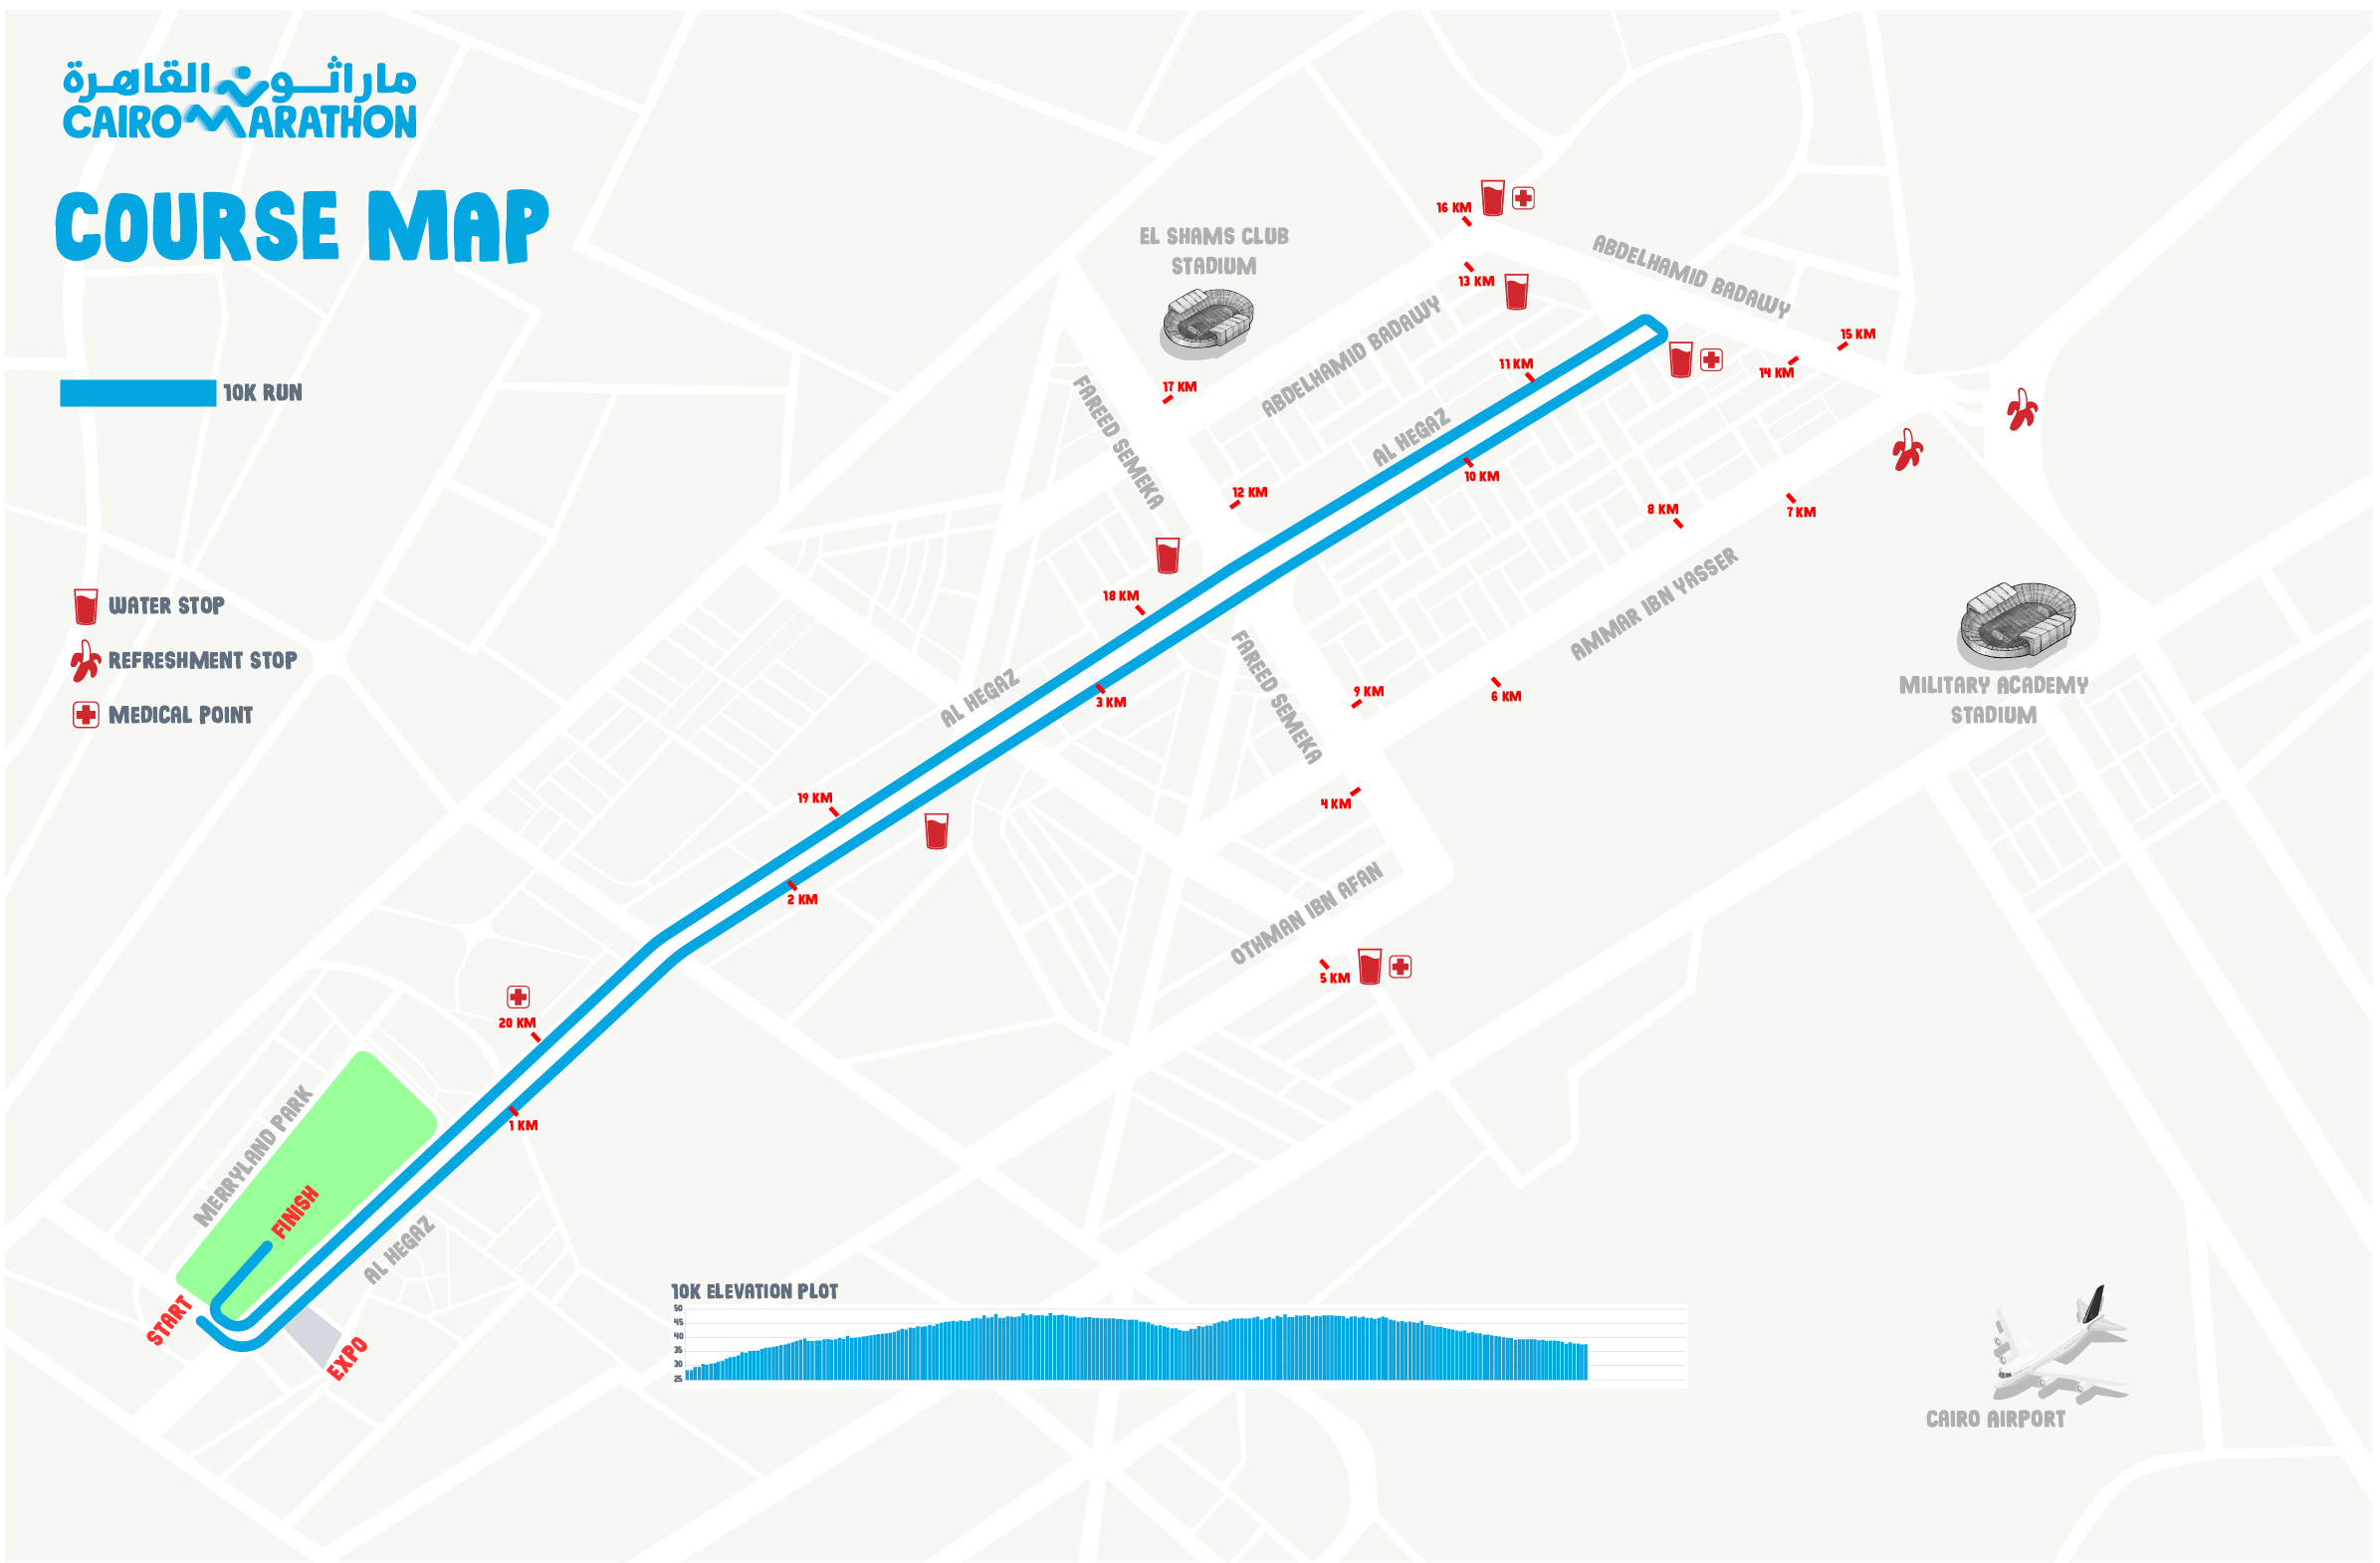 ماراثون القاهرة
CAIRO MARATHON
COURSE MAP
10K RUN
WATER STOP
REFRESHMENT STOP
MEDICAL POINT
16 KM
EL SHAMS CLUB
STADIUM
ABDELHAMID BADAWY
13 KM
ABDELHAMID BADAWY
15 KM
14 KM
11 KM
17 KM
FAREED SEMEKA
AL HEGAZ
10 KM
12 KM
8 KM
7 KM
AMMAR IBN YASSER
18 KM
FAREED SEMEKA
9 KM
6 KM
MILITARY ACADEMY
STADIUM
AL HEGAZ
3 KM
19 KM
4 KM
2 KM
OTHMAN IBN AFAN
5 KM
20 KM
1 KM
MERRYLAND PARK
FINISH
AL HEGAZ
START
EXPO
10K ELEVATION PLOT
50
45
40
35
30
25
CAIRO AIRPORT